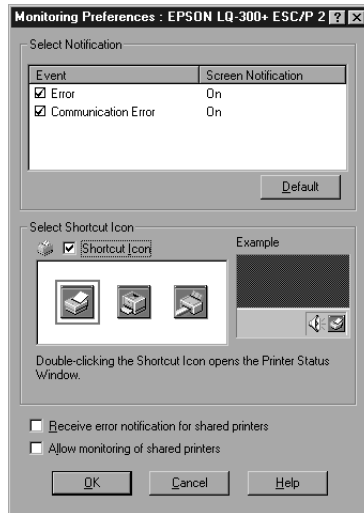 Monitoring Preferences : EPSON LQ-300+ ESC/P 2
Select Notification
Event Screen Notification
Error On
Communication Error On
Default
Select Shortcut Icon
Shortcut Icon Example
Double-clicking the Shortcut Icon opens the Printer Status
Window.
Receive error notification for shared printers
Allow monitoring of shared printers
OK Cancel Help